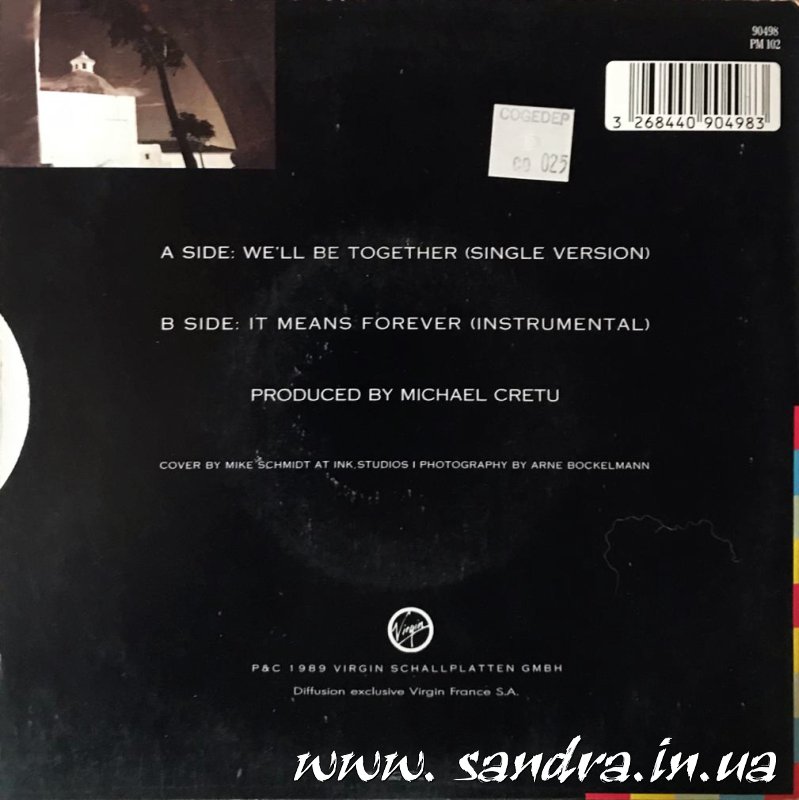 90498
PM 102
3 268440 904983
COGEDEP
025
A SIDE: WE'LL BE TOGETHER (SINGLE VERSION)
B SIDE: IT MEANS FOREVER (INSTRUMENTAL)
PRODUCED BY MICHAEL CRETU
COVER BY MIKE SCHMIDT AT INK STUDIOS I PHOTOGRAPHY BY ARNE BOCKELMANN
Virgin
P&C 1989 VIRGIN SCHALLPLATTEN GMBH
Diffusion exclusive Virgin France S.A.
www. sandra.in.ua